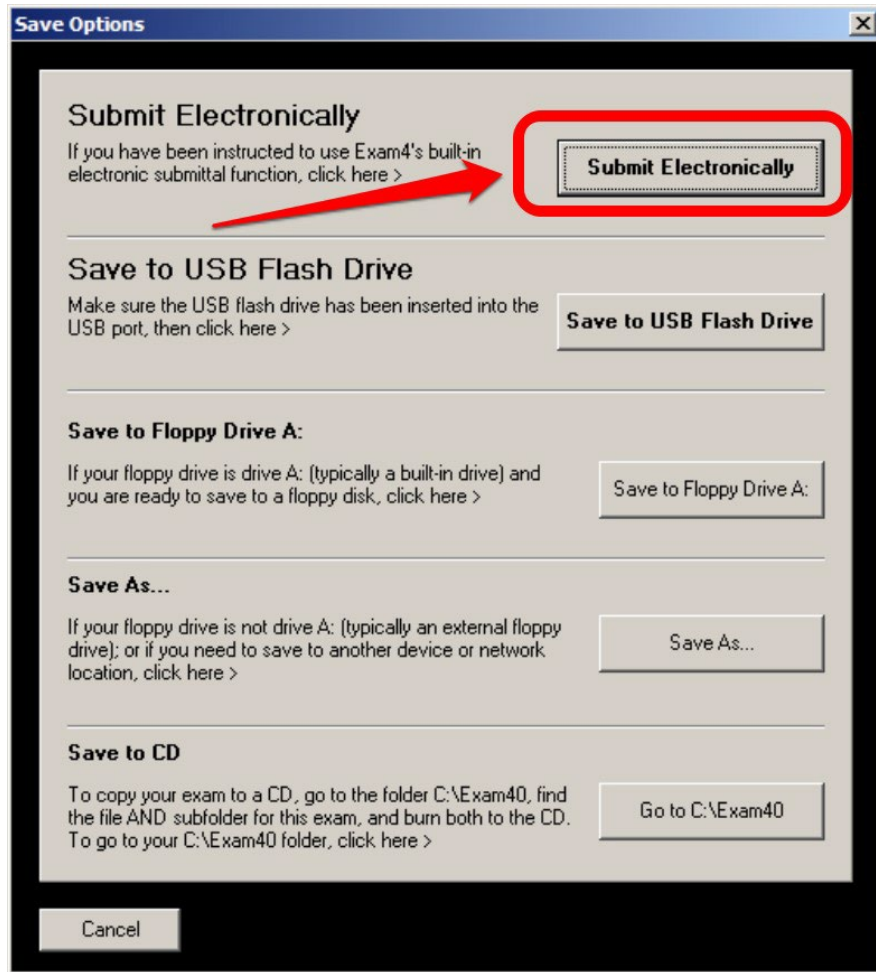 Save Options
Submit Electronically
If you have been instructed to use Exam4's built-in
electronic submittal function, click here >
Submit Electronically
Save to USB Flash Drive
Make sure the USB flash drive has been inserted into the
USB port, then click here >
Save to USB Flash Drive
Save to Floppy Drive A:
If your floppy drive is drive A: (typically a built-in drive) and
you are ready to save to a floppy disk, click here >
Save to Floppy Drive A:
Save As...
If your floppy drive is not drive A: (typically an external floppy
drive); or if you need to save to another device or network
location, click here >
Save As...
Save to CD
To copy your exam to a CD, go to the folder C:\Exam40, find
the file AND subfolder for this exam, and burn both to the CD.
To go to your C:\Exam40 folder, click here >
Go to C:\Exam40
Cancel